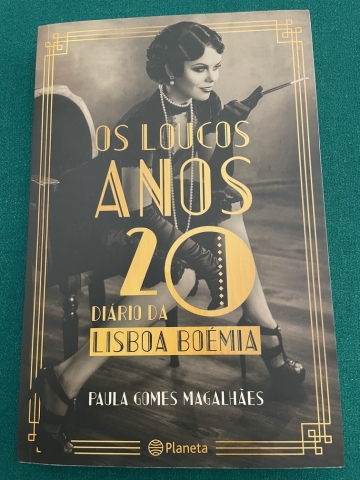 OS LOUCOS
ANOS
20
DIÁRIO DA
LISBOA BOÉMIA
PAULA GOMES MAGALHÃES
Planeta